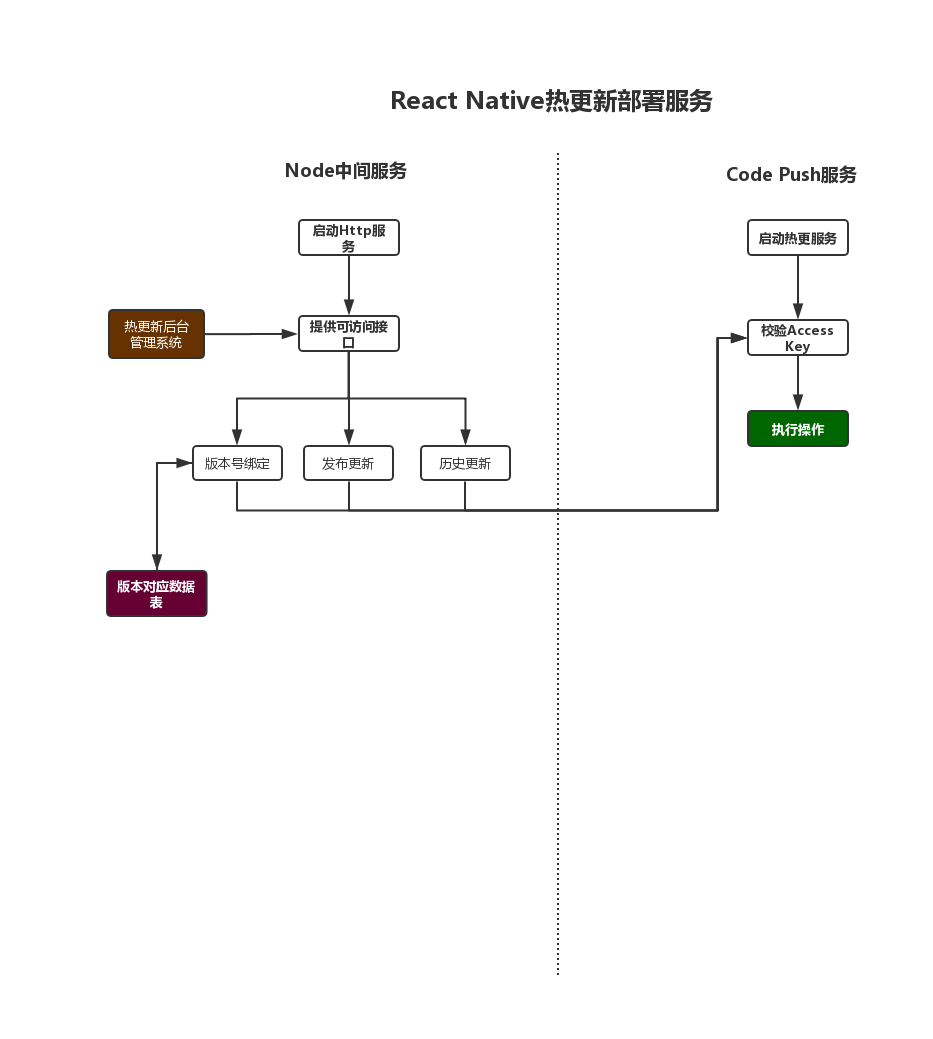 React Native热更新部署服务
Node中间服务
Code Push服务
启动Http服
务
启动热更服务
热更新后台
管理系统
提供可访问接
口
校验Access
Key
版本号绑定
发布更新
历史更新
执行操作
版本对应数据
表